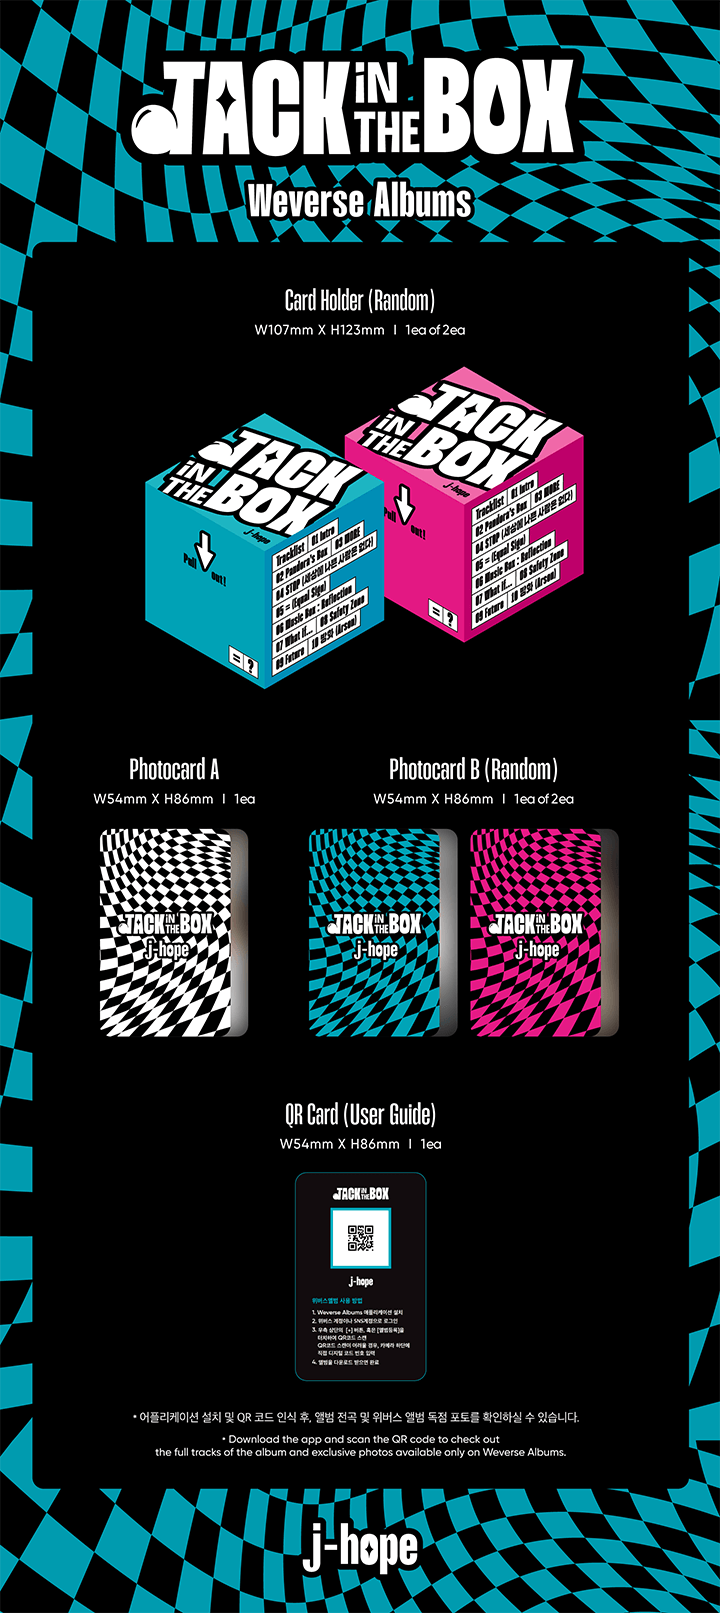 JACK IN THE BOX
Weverse Albums
Card Holder (Random)
W107mm X H123mm I 1ea of 2ea
JACK
IN
THE BOX
j-hope
Pull out!
Tracklist 01 Intro
02 Pandora's Box 03 MORE
04 STOP (세상에 나쁜 사람은 없다)
05 = (Equal Sign)
06 Music Box : Reflection
07 What if... 08 Safety Zone
09 Future 10 방화 (Arson)
= ?
JACK
IN
THE BOX
j-hope
Pull out!
Tracklist 01 Intro
02 Pandora's Box 03 MORE
04 STOP (세상에 나쁜 사람은 없다)
05 = (Equal Sign)
06 Music Box : Reflection
07 What if... 08 Safety Zone
09 Future 10 방화 (Arson)
= ?
Photocard A
W54mm X H86mm I 1ea
Photocard B (Random)
W54mm X H86mm I 1ea of 2ea
JACK IN THE BOX
j-hope
JACK IN THE BOX
j-hope
JACK IN THE BOX
j-hope
QR Card (User Guide)
W54mm X H86mm I 1ea
JACK IN THE BOX
j-hope
위버스앨범 사용 방법
1. Weverse Albums 애플리케이션 설치
2. 위버스 계정이나 SNS계정으로 로그인
3. 우측 상단의 [+] 버튼, 혹은 [앨범등록]을
터치하여 QR코드 스캔
QR코드 스캔이 어려울 경우, 카메라 하단에
직접 디지털 코드 번호 입력
4. 앨범을 다운로드 받으면 완료
* 어플리케이션 설치 및 QR 코드 인식 후, 앨범 전곡 및 위버스 앨범 독점 포토를 확인하실 수 있습니다.
* Download the app and scan the QR code to check out
the full tracks of the album and exclusive photos available only on Weverse Albums.
j-hope